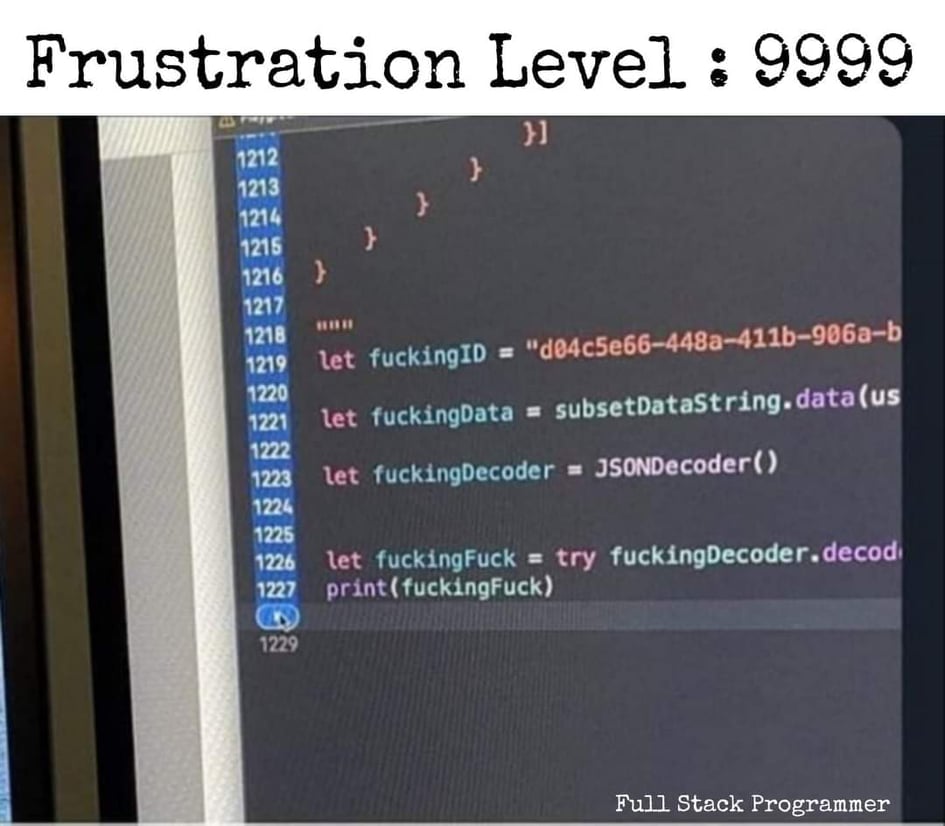 Frustration Level : 9999
1212 }]
1213 }
1214 }
1215 }
1216 }
1217
1218 """
1219 let fuckingID = "d04c5e66-448a-411b-906a-b
1220
1221 let fuckingData = subsetDataString.data(us
1222
1223 let fuckingDecoder = JSONDecoder()
1224
1225
1226 let fuckingFuck = try fuckingDecoder.decod
1227 print(fuckingFuck)
1229
Full Stack Programmer